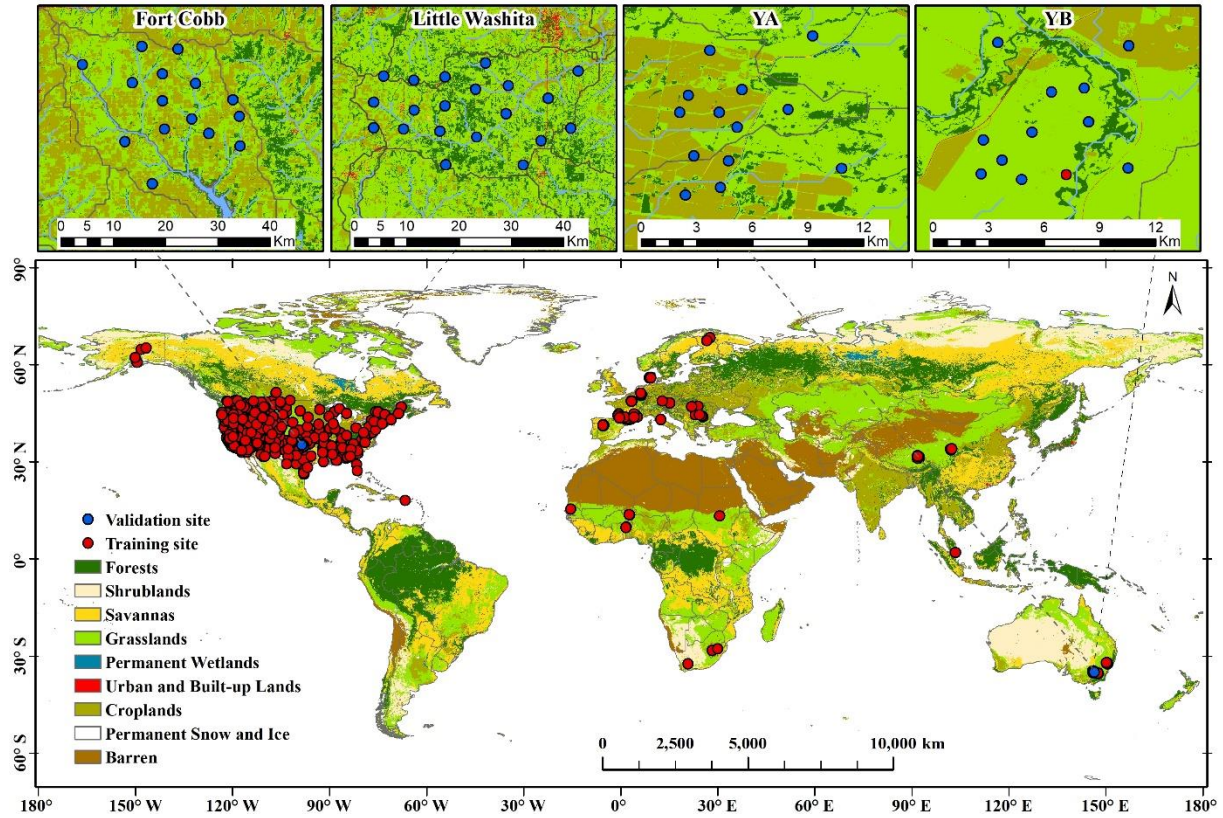 Fort Cobb
Little Washita
YA
YB
0 5 10 20 30 40
Km
0 5 10 20 30 40
Km
0 3 6 9 12
Km
0 3 6 9 12
Km
90°
60° N
30° N
0°
30° S
60° S
N
Validation site
Training site
Forests
Shrublands
Savannas
Grasslands
Permanent Wetlands
Urban and Built-up Lands
Croplands
Permanent Snow and Ice
Barren
0 2,500 5,000 10,000 km
180° 150° W 120° W 90° W 60° W 30° W 0° 30° E 60° E 90° E 120° E 150° E 180°